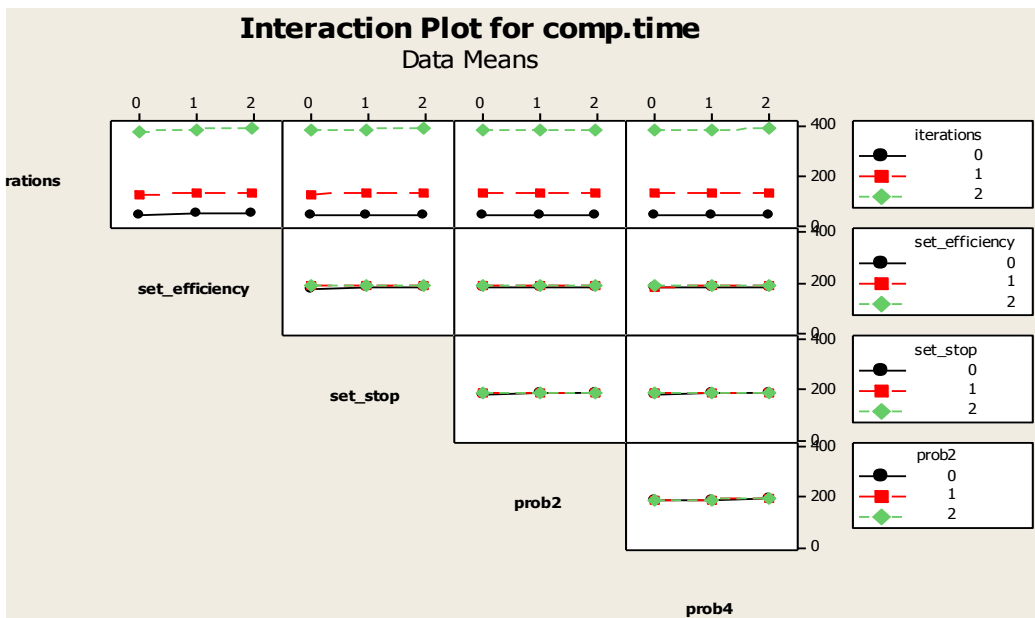 Interaction Plot for comp.time
Data Means
0 1 2 0 1 2 0 1 2 0 1 2
rations
400
200
0
iterations
0
1
2
set_efficiency
400
200
0
set_efficiency
0
1
2
set_stop
400
200
0
set_stop
0
1
2
prob2
400
200
0
prob2
0
1
2
prob4